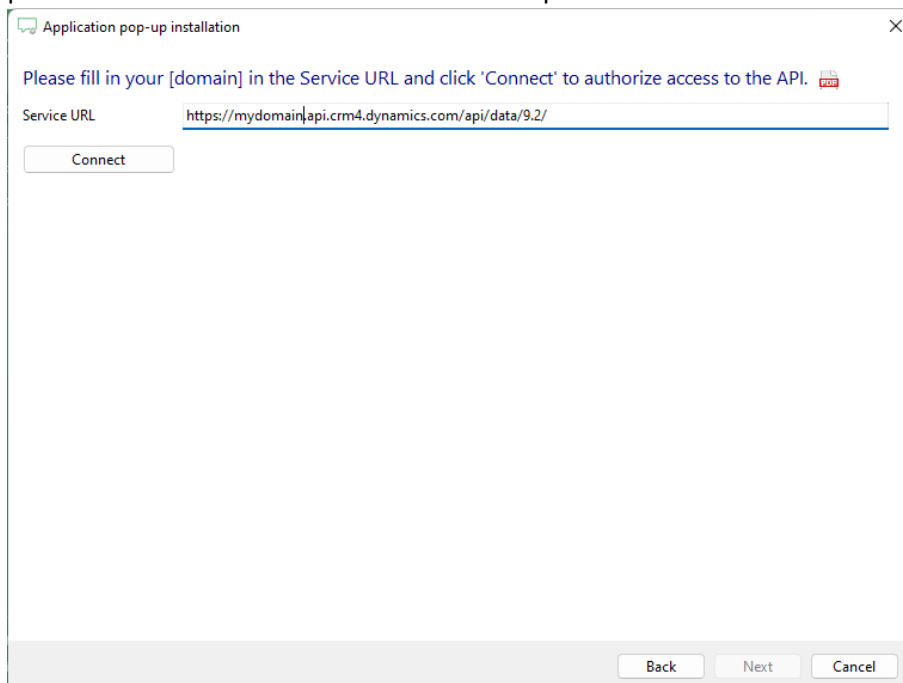 Application pop-up installation
Please fill in your [domain] in the Service URL and click 'Connect' to authorize access to the API. PDF
Service URL https://mydomain.api.crm4.dynamics.com/api/data/9.2/
Connect
Back Next Cancel